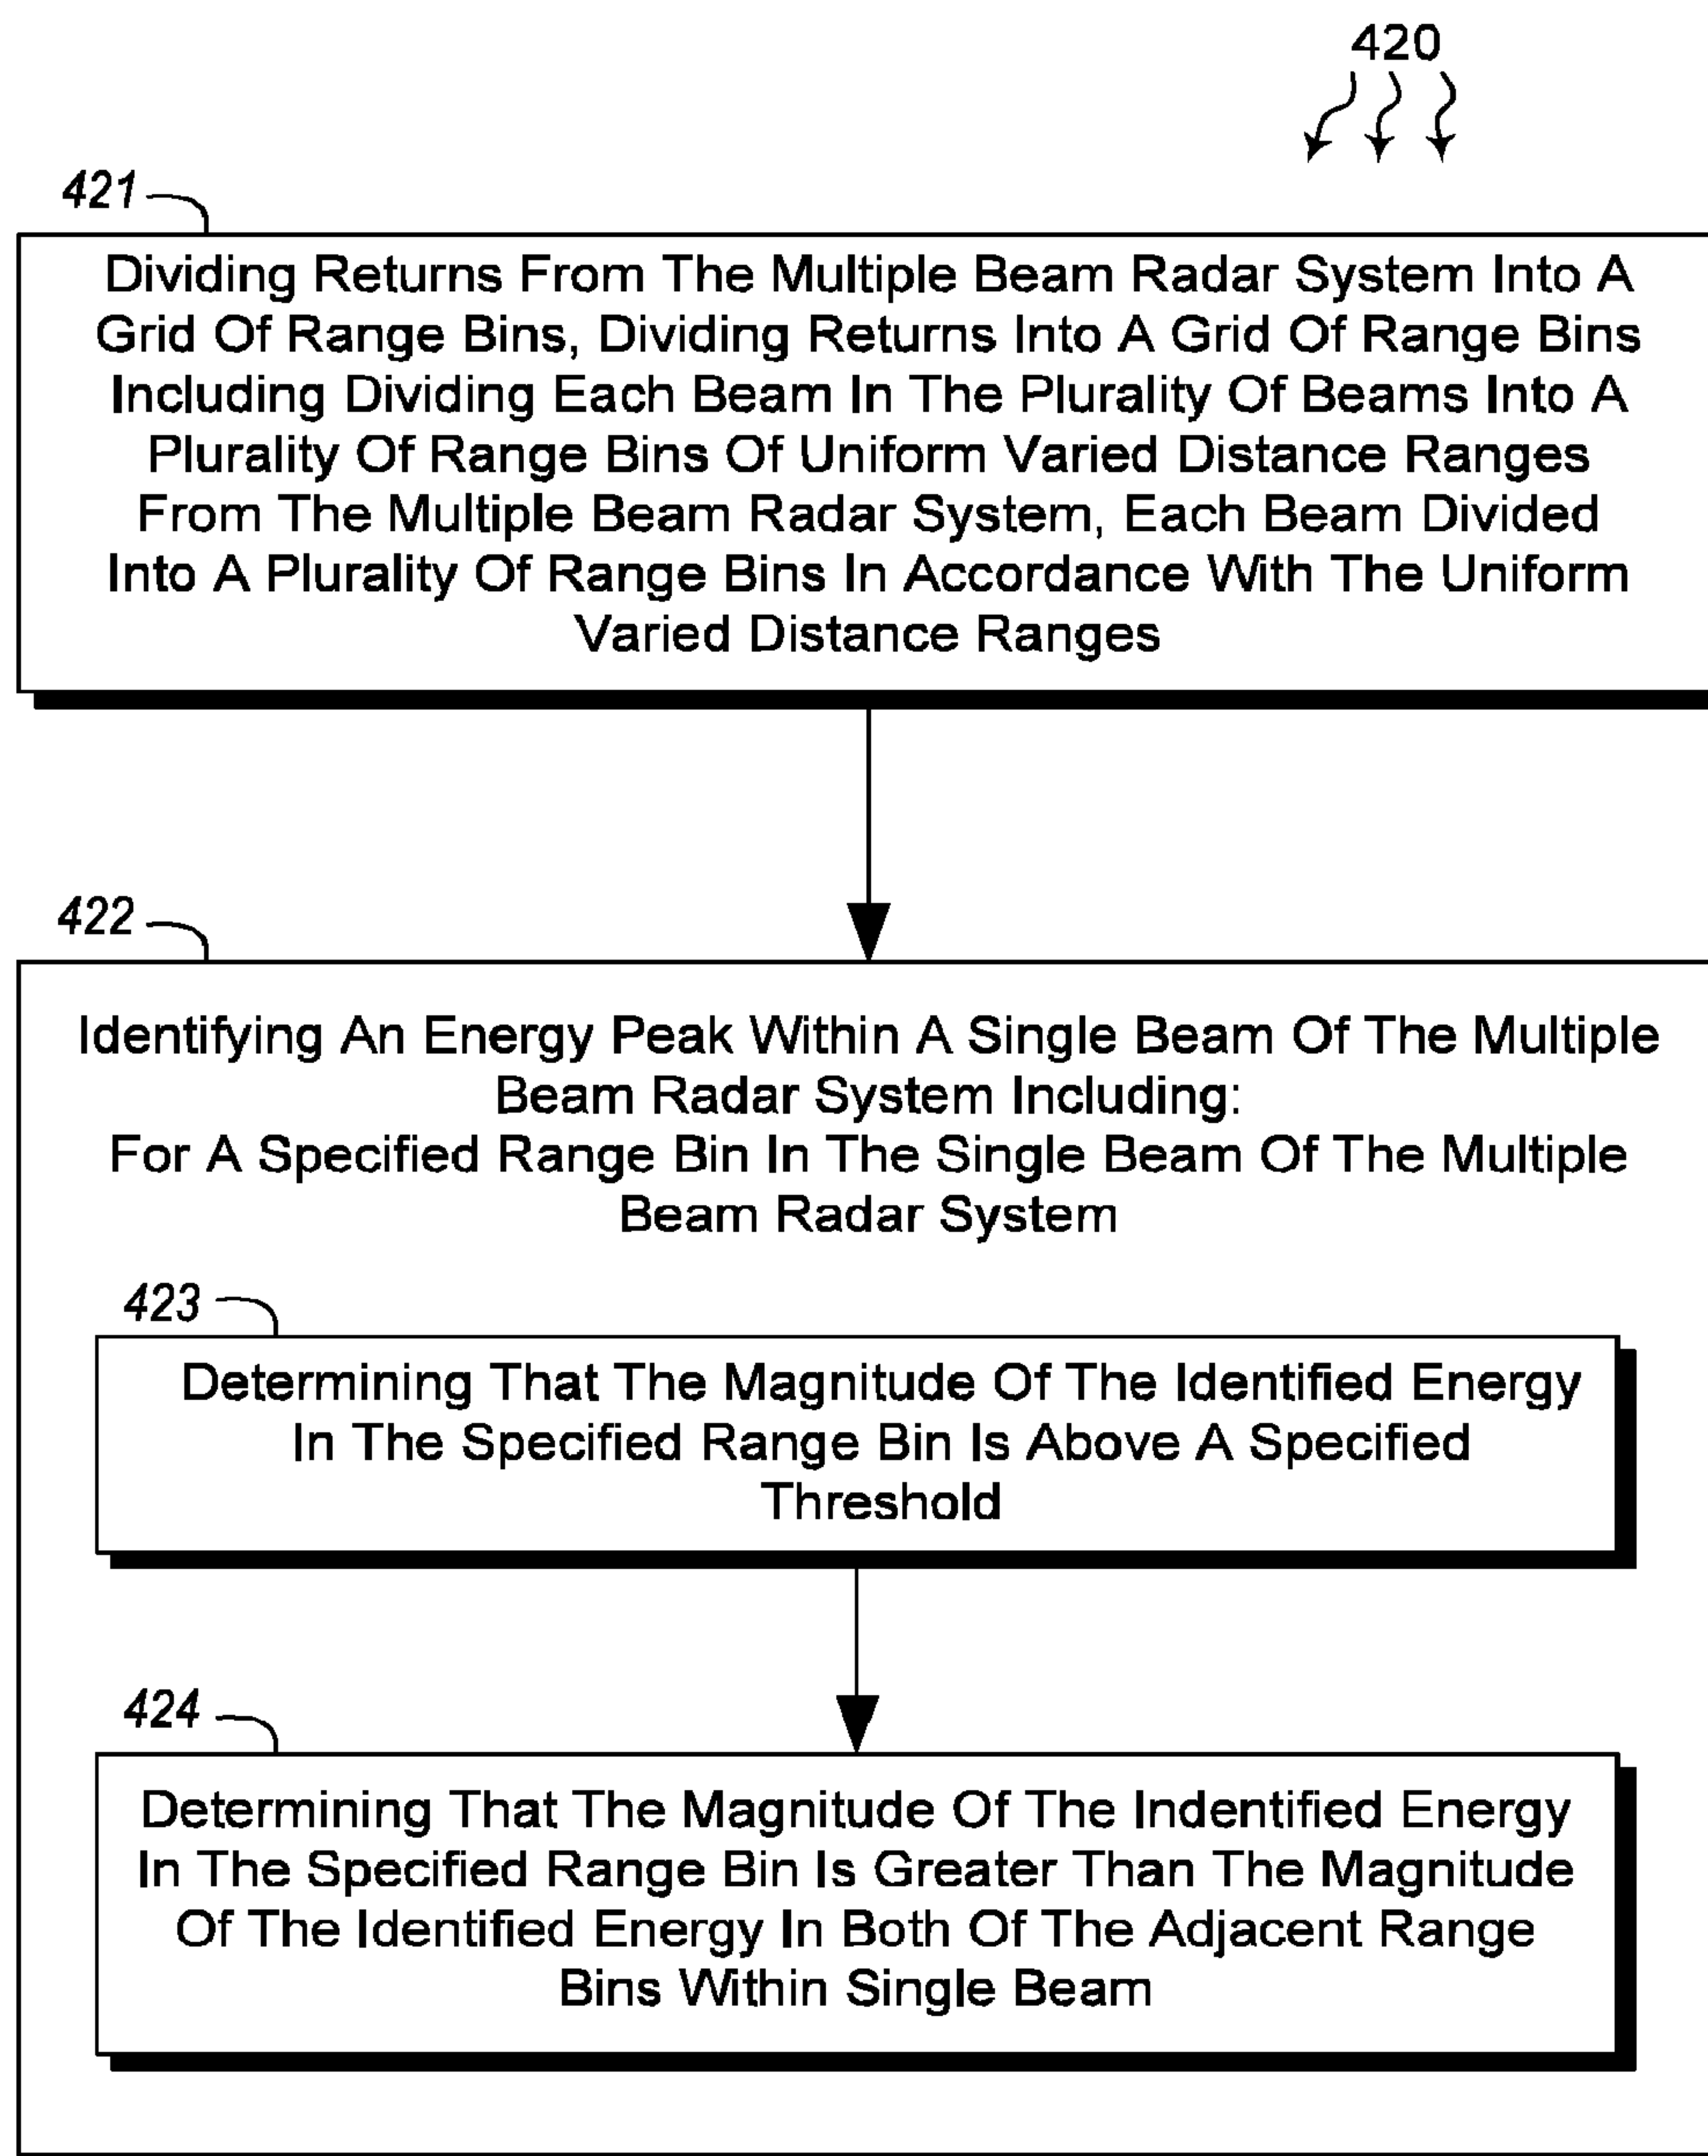 420
421
Dividing Returns From The Multiple Beam Radar System Into A
Grid Of Range Bins, Dividing Returns Into A Grid Of Range Bins
Including Dividing Each Beam In The Plurality Of Beams Into A
Plurality Of Range Bins Of Uniform Varied Distance Ranges
From The Multiple Beam Radar System, Each Beam Divided
Into A Plurality Of Range Bins In Accordance With The Uniform
Varied Distance Ranges
422
Identifying An Energy Peak Within A Single Beam Of The Multiple
Beam Radar System Including:
For A Specified Range Bin In The Single Beam Of The Multiple
Beam Radar System
423
Determining That The Magnitude Of The Identified Energy
In The Specified Range Bin Is Above A Specified
Threshold
424
Determining That The Magnitude Of The Indentified Energy
In The Specified Range Bin Is Greater Than The Magnitude
Of The Identified Energy In Both Of The Adjacent Range
Bins Within Single Beam